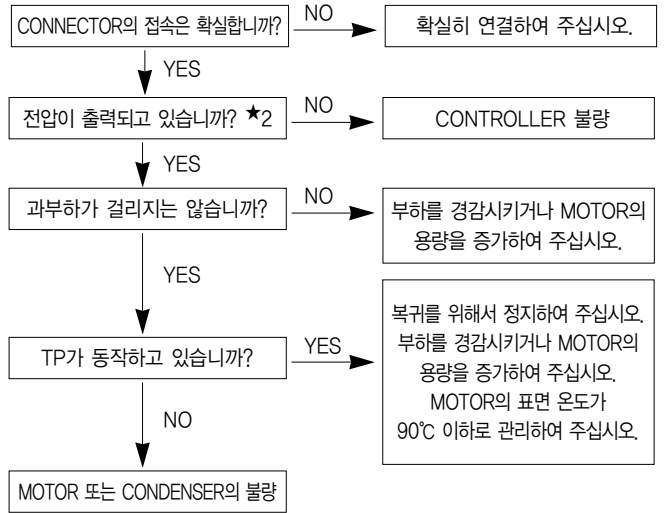 CONNECTOR의 접속은 확실합니까?
NO
확실히 연결하여 주십시오.
YES
전압이 출력되고 있습니까? ★2
NO
CONTROLLER 불량
YES
과부하가 걸리지는 않습니까?
NO
부하를 경감시키거나 MOTOR의
용량을 증가하여 주십시오.
YES
TP가 동작하고 있습니까?
YES
복귀를 위해서 정지하여 주십시오.
부하를 경감시키거나 MOTOR의
용량을 증가하여 주십시오.
MOTOR의 표면 온도가
90℃ 이하로 관리하여 주십시오.
NO
MOTOR 또는 CONDENSER의 불량